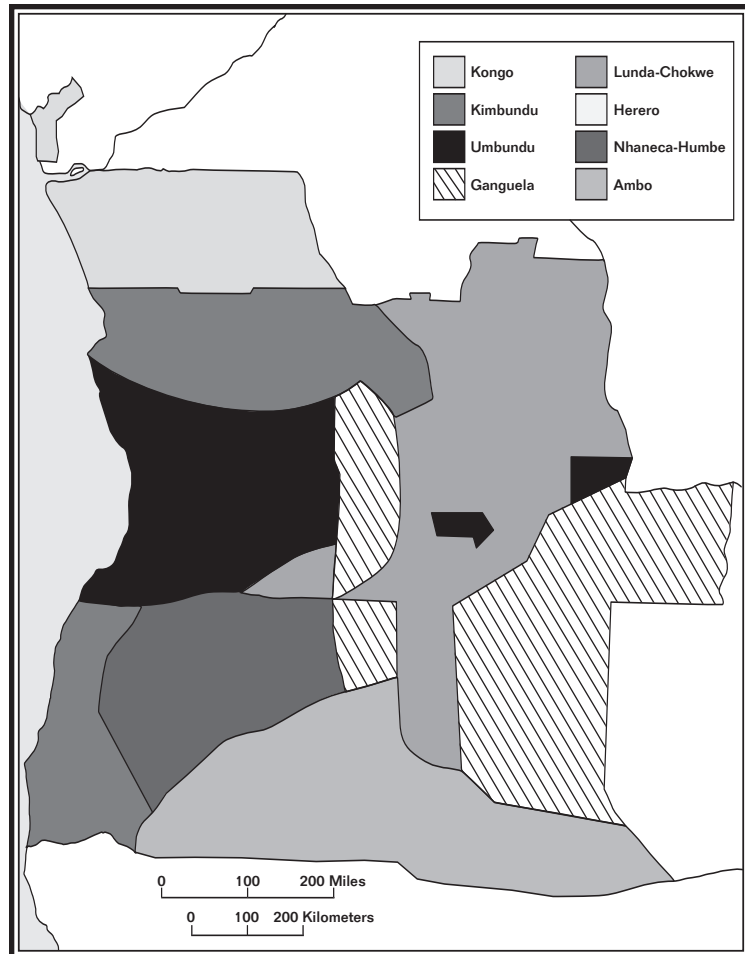 Kongo
Kimbundu
Umbundu
Ganguela
Lunda-Chokwe
Herero
Nhaneca-Humbe
Ambo
0 100 200 Miles
0 100 200 Kilometers